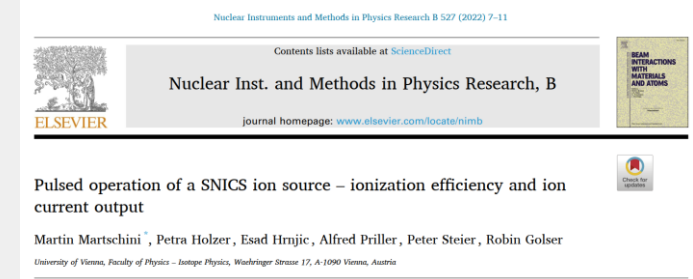 Nuclear Instruments and Methods in Physics Research B 527 (2022) 7–11
Contents lists available at ScienceDirect
Nuclear Inst. and Methods in Physics Research, B
journal homepage: www.elsevier.com/locate/nimb
ELSEVIER
BEAM
INTERACTIONS
WITH
MATERIALS
AND ATOMS
Check for
updates
Pulsed operation of a SNICS ion source – ionization efficiency and ion
current output
Martin Martschini *, Petra Holzer, Esad Hrnjic, Alfred Priller, Peter Steier, Robin Golser
University of Vienna, Faculty of Physics – Isotope Physics, Waehringer Strasse 17, A-1090 Vienna, Austria